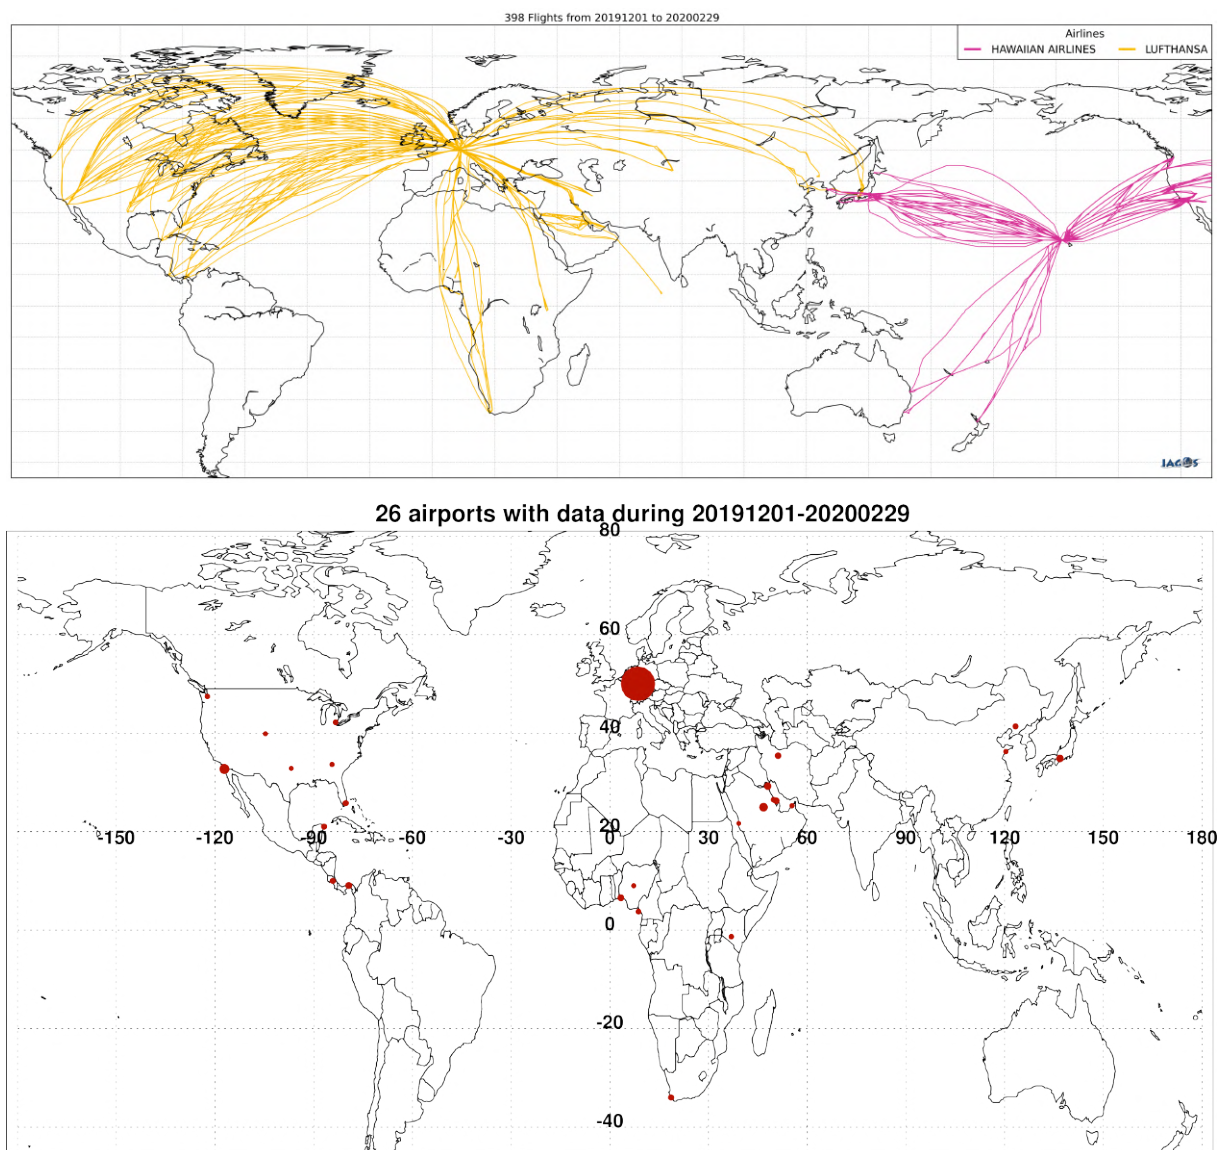 398 Flights from 20191201 to 20200229
Airlines
HAWAIIAN AIRLINES LUFTHANSA
IAGOS
26 airports with data during 20191201-20200229
80
60
40
20
-150 -120 -90 -60 -30 0 30 60 90 120 150 180
0
-20
-40